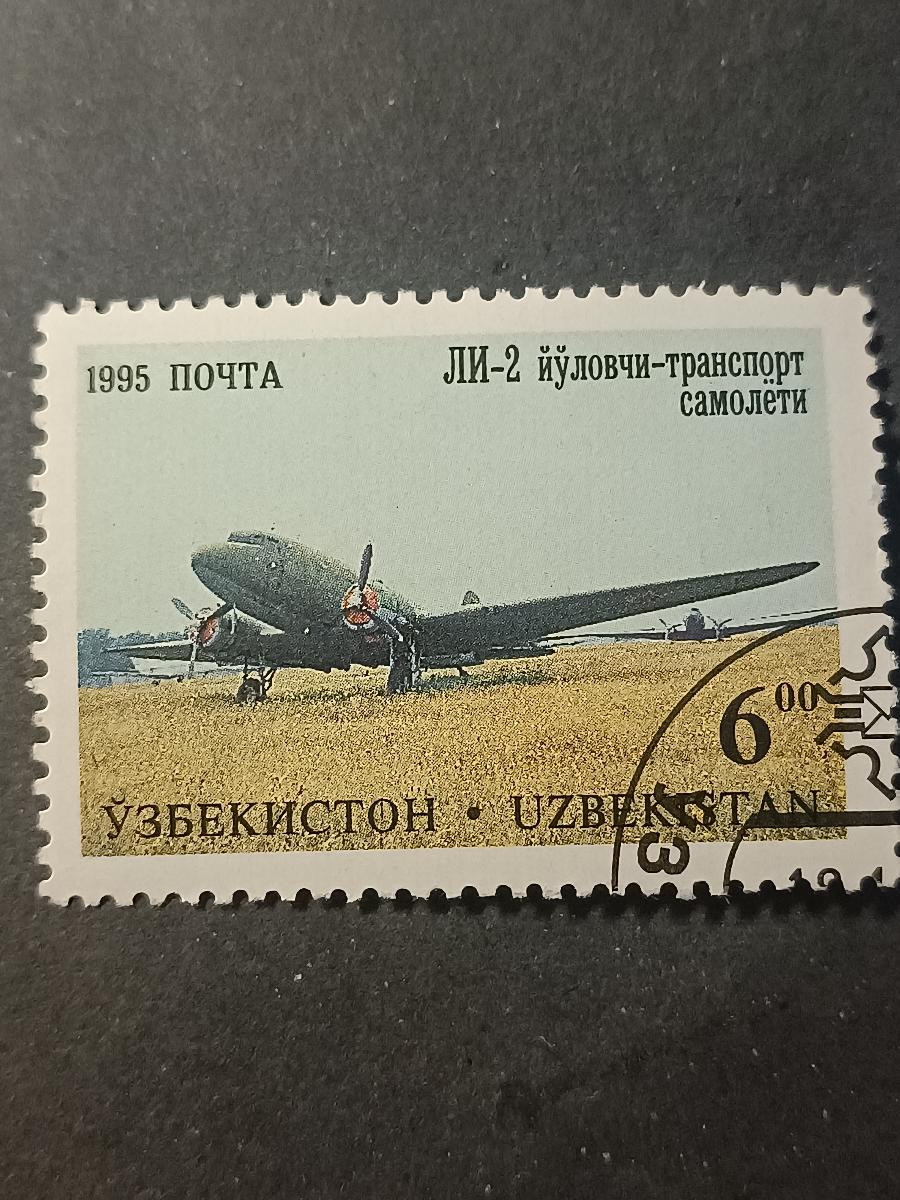 1995 ПОЧТА
ЛИ-2 йўловчи-транспорт
самолёти
6⁰⁰
ЎЗБЕКИСТОН • UZBEKISTAN